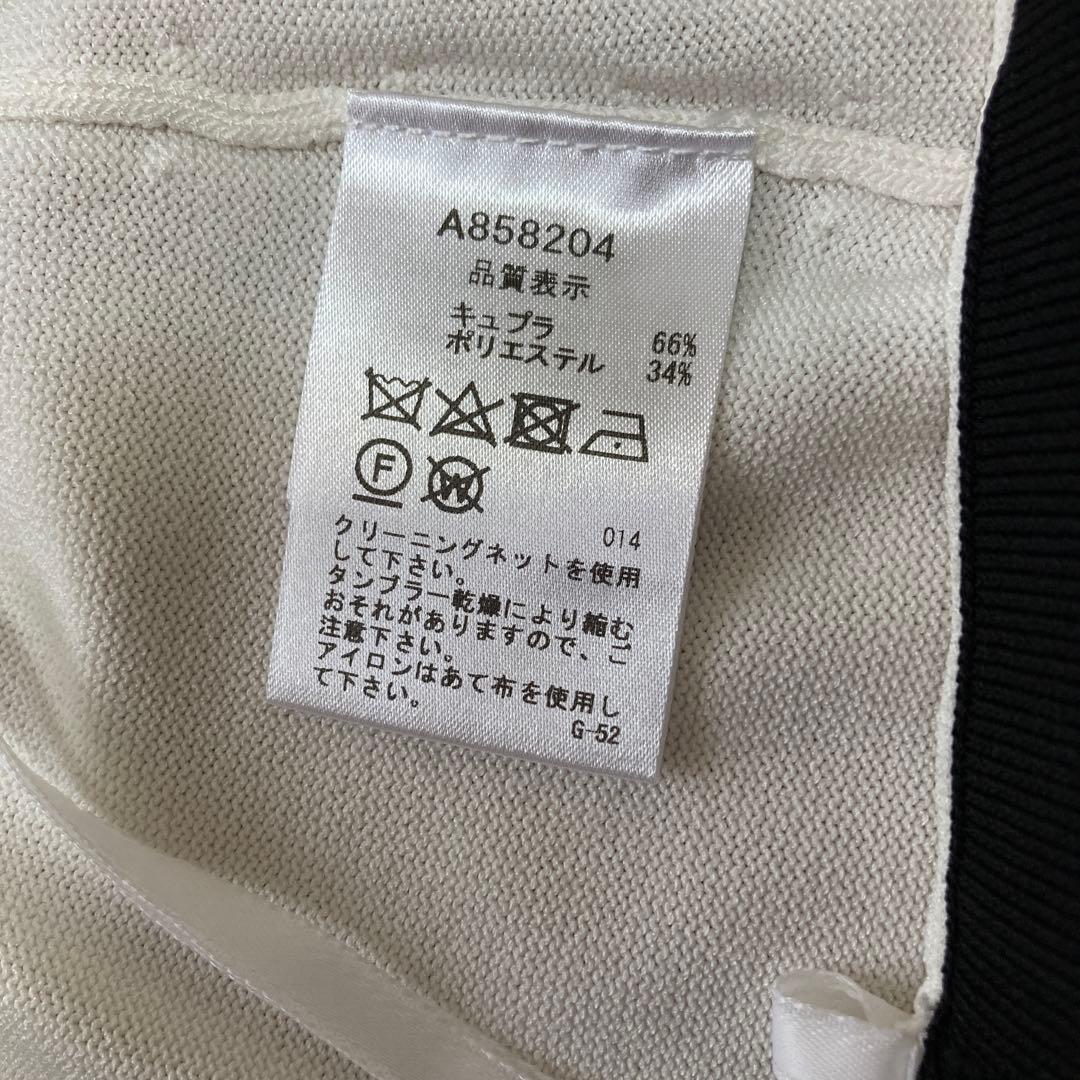 A858204
品質表示
キュプラ 66%
ポリエステル 34%
F W
014
クリーニングネットを使用
して下さい。
タンブラー乾燥により縮む
おそれがありますので、ご
注意下さい。
アイロンはあて布を使用し
て下さい。
G-52